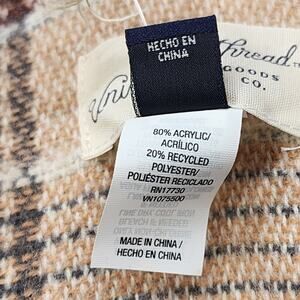 HECHO EN
CHINA
Thread
GOODS
CO.
80% ACRYLIC/
ACRÍLICO
20% RECYCLED
POLYESTER/
POLIÉSTER RECICLADO
RN17730
VN1075500
MADE IN CHINA /
HECHO EN CHINA